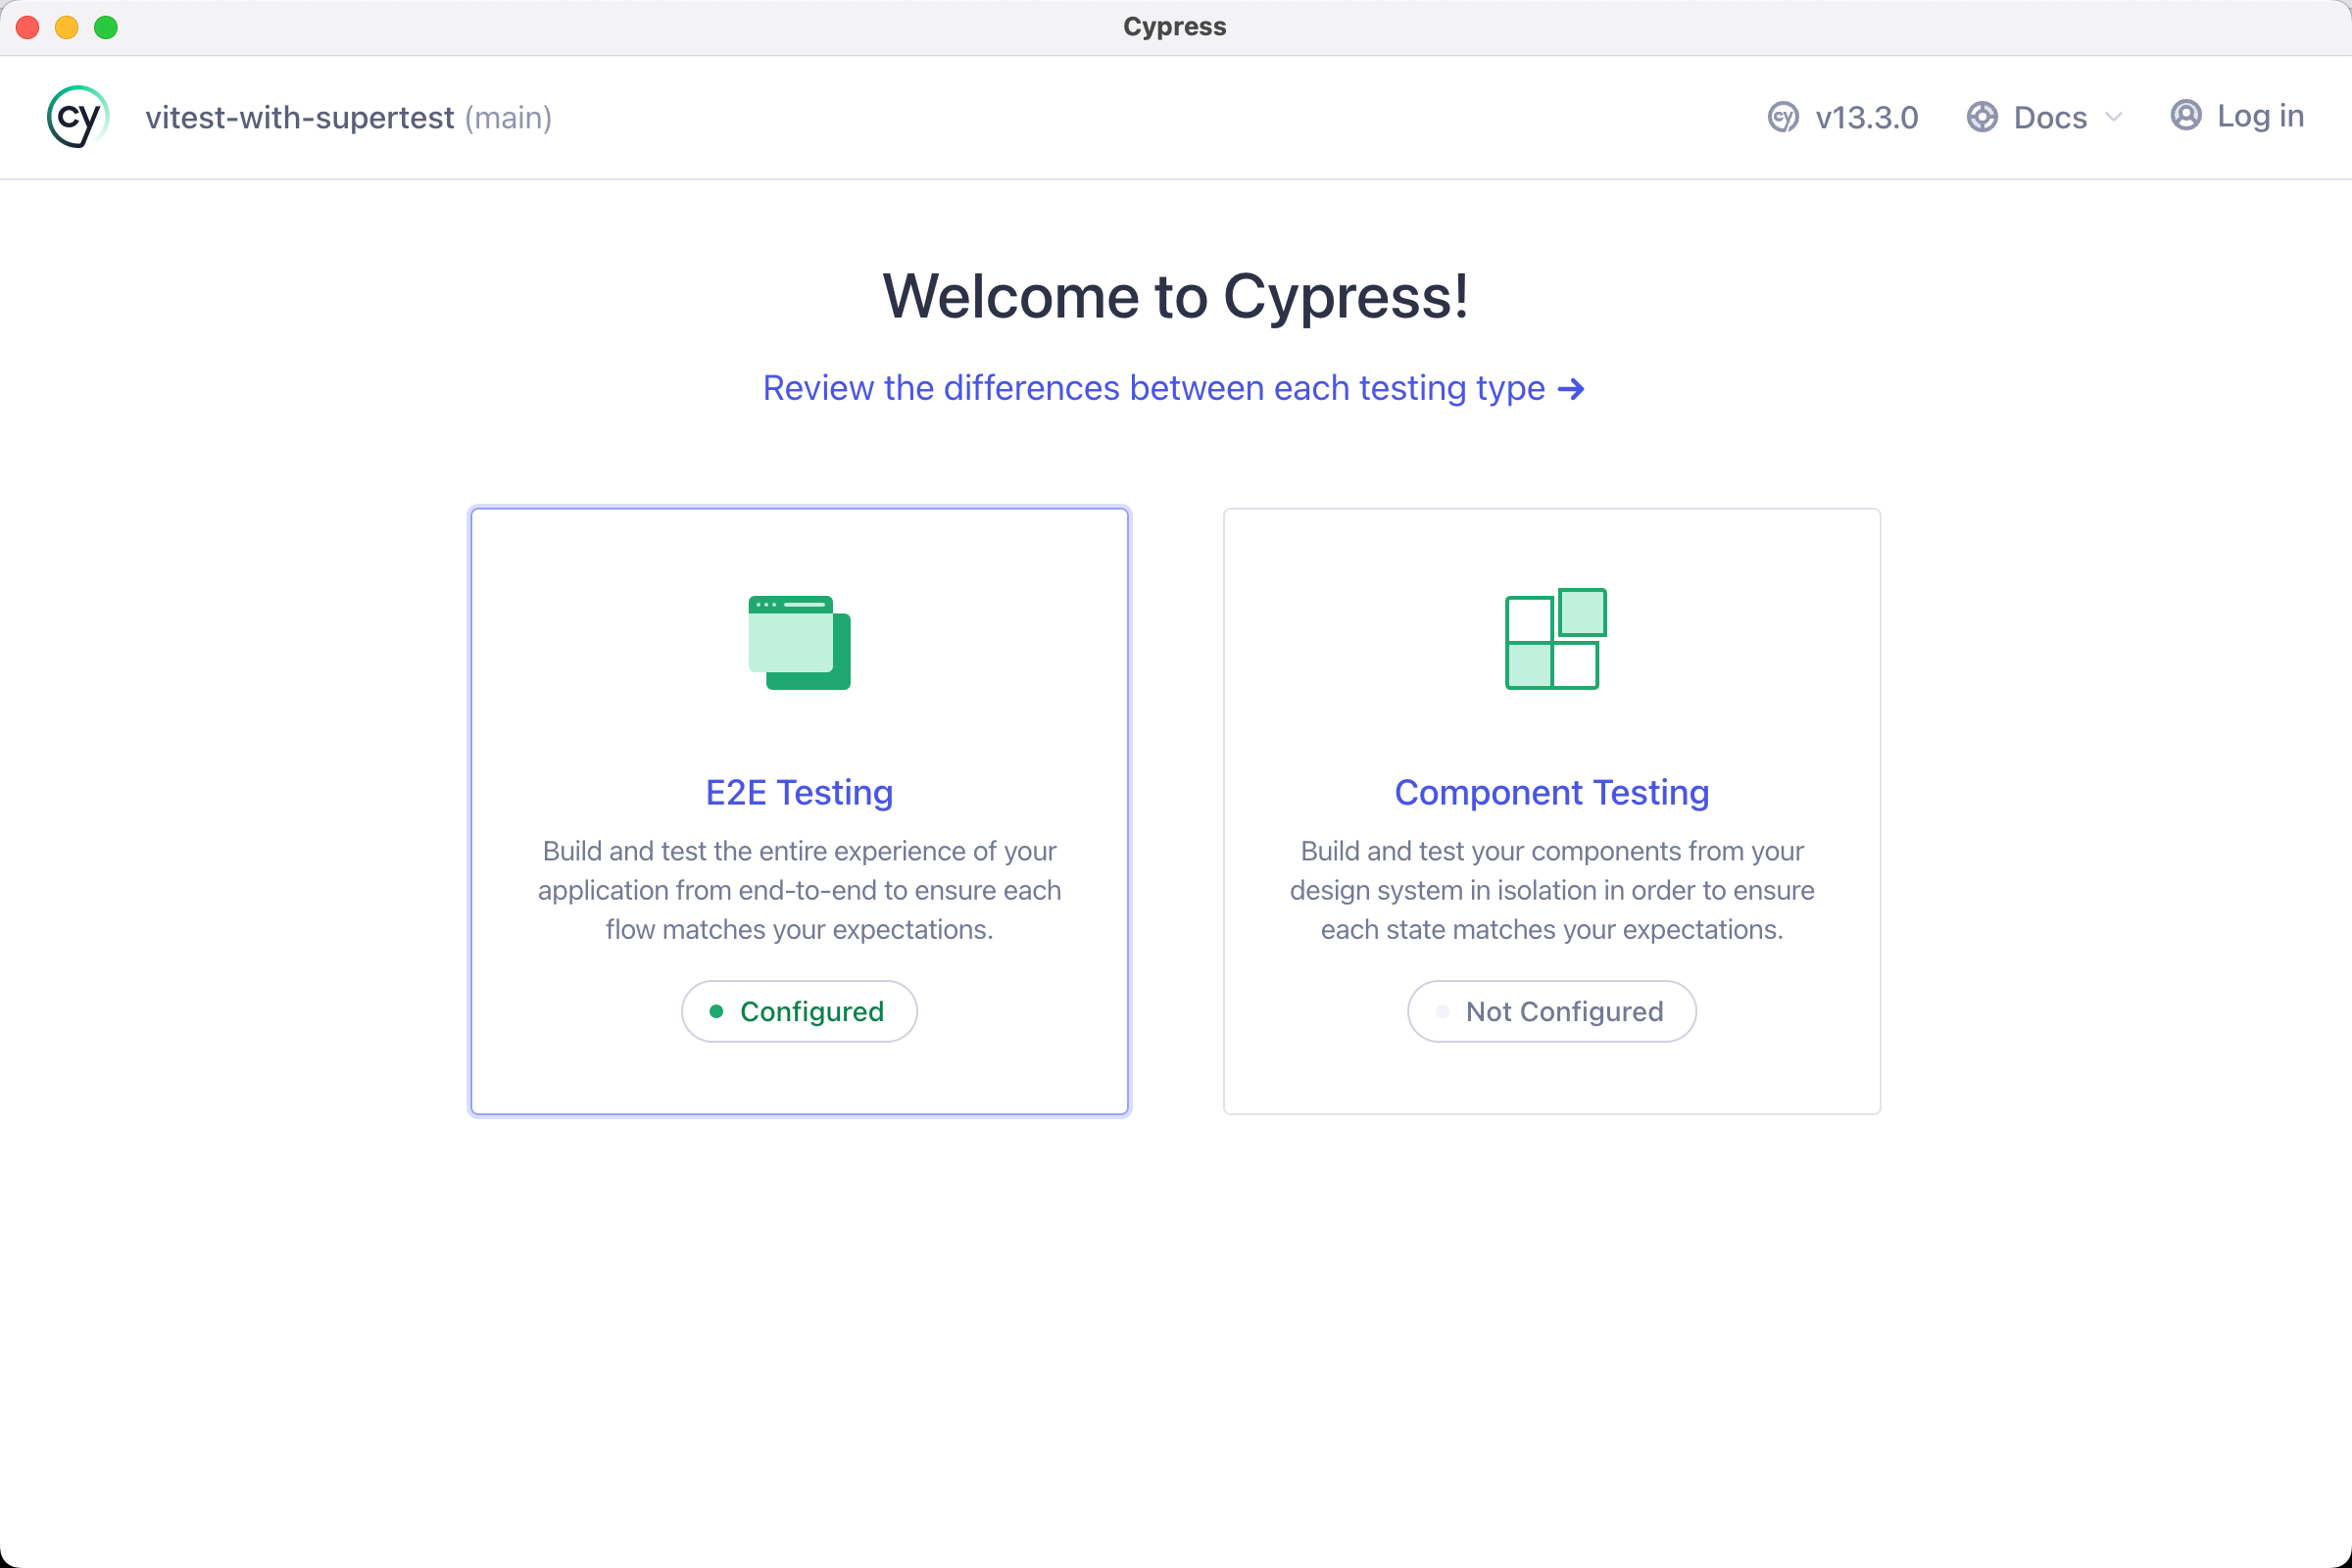 Cypress
cy vitest-with-supertest (main) cy v13.3.0 Docs Log in
Welcome to Cypress!
Review the differences between each testing type →
E2E Testing
Build and test the entire experience of your
application from end-to-end to ensure each
flow matches your expectations.
Configured
Component Testing
Build and test your components from your
design system in isolation in order to ensure
each state matches your expectations.
Not Configured